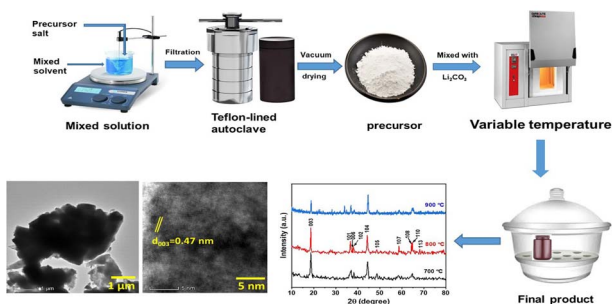 Precursor salt
Mixed solvent
Mixed solution
Filtration
Teflon-lined autoclave
Vacuum drying
precursor
Mixed with Li₂CO₃
Variable temperature
Final product
d₀₀₃=0.47 nm
1 µm
5 nm
Intensity (a.u.)
900 °C
800 °C
700 °C
003
101
102
104
105
107
108
110
113
10 20 30 40 50 60 70 80
2θ (degree)